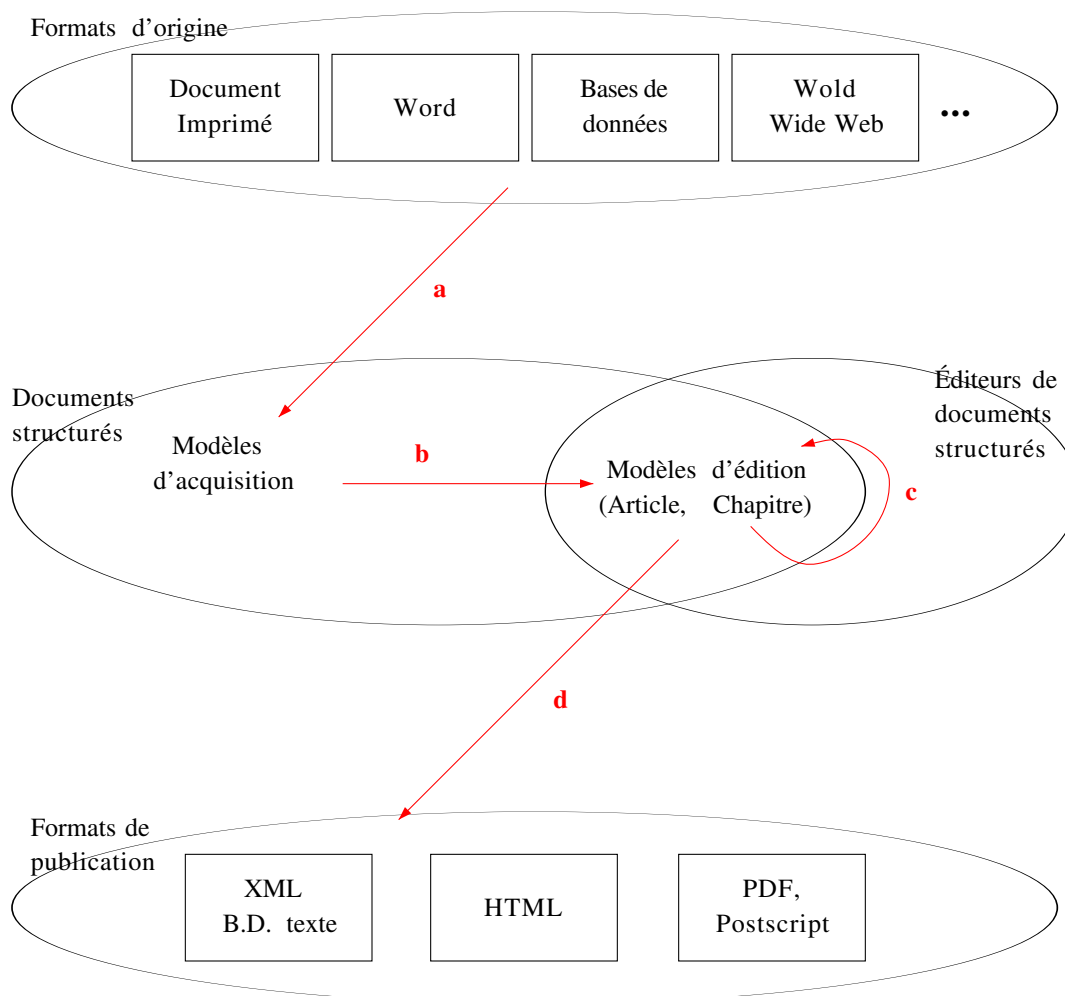 Formats d'origine
Document
Imprimé
Word
Bases de
données
Wold
Wide Web
...
a
Documents
structurés
Éditeurs de
documents
structurés
Modèles
d'acquisition
b
Modèles d'édition
(Article, Chapitre)
c
d
Formats de
publication
XML
B.D. texte
HTML
PDF,
Postscript